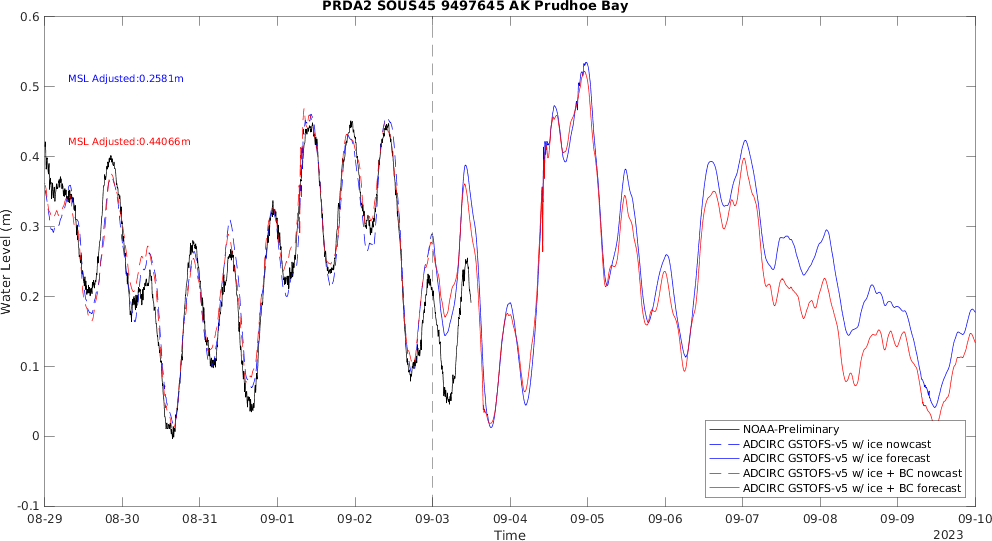 PRDA2 SOUS45 9497645 AK Prudhoe Bay
0.6
0.5
0.4
0.3
0.2
0.1
0
-0.1
Water Level (m)
MSL Adjusted:0.2581m
MSL Adjusted:0.44066m
NOAA-Preliminary
ADCIRC GSTOFS-v5 w/ ice nowcast
ADCIRC GSTOFS-v5 w/ ice forecast
ADCIRC GSTOFS-v5 w/ ice + BC nowcast
ADCIRC GSTOFS-v5 w/ ice + BC forecast
08-29 08-30 08-31 09-01 09-02 09-03 09-04 09-05 09-06 09-07 09-08 09-09 09-10
Time
2023